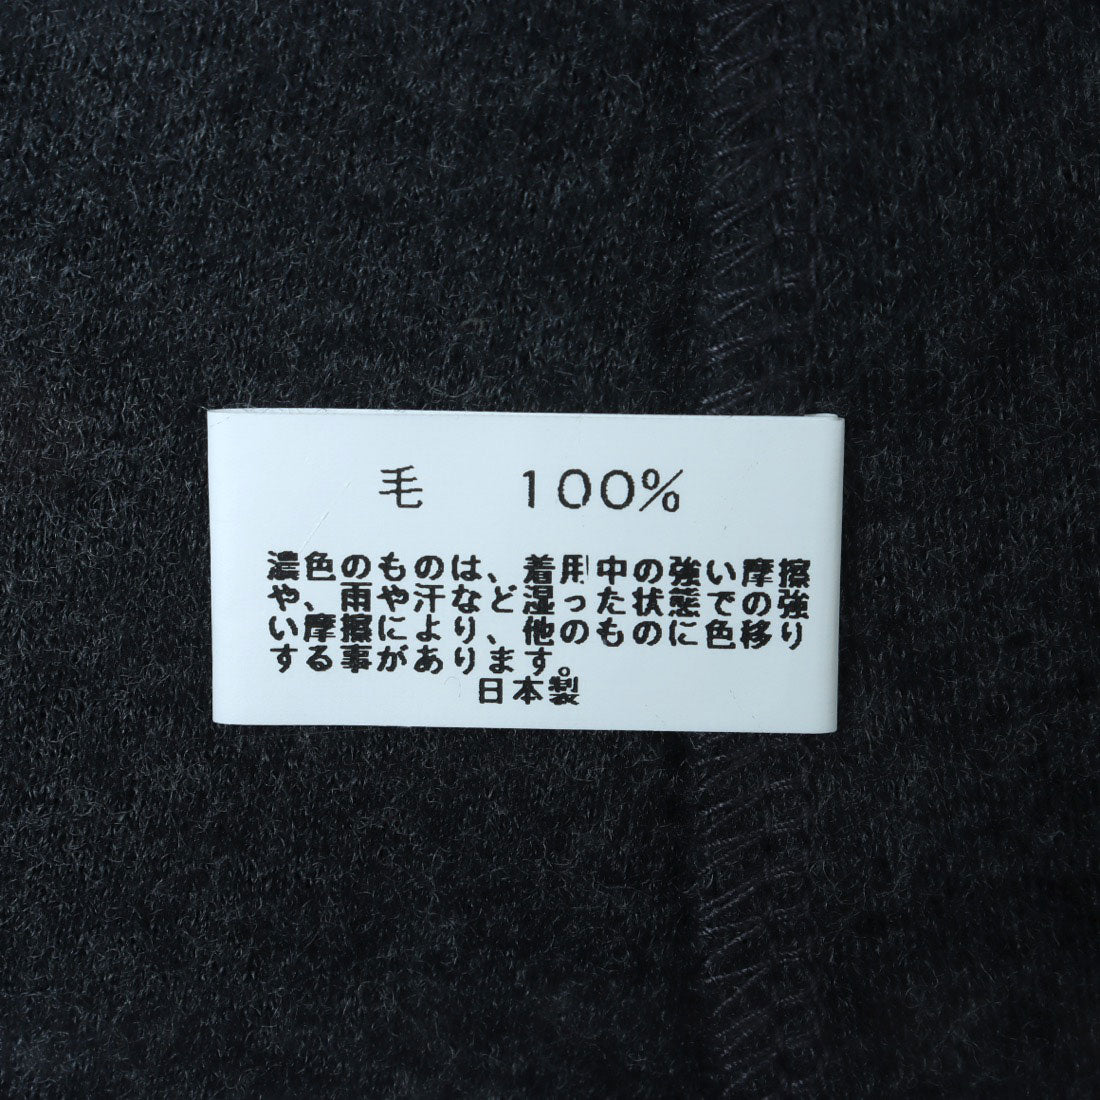 毛 100%
濃色のものは、着用中の強い摩擦
や、雨や汗など湿った状態での強
い摩擦により、他のものに色移り
する事があります。
日本製